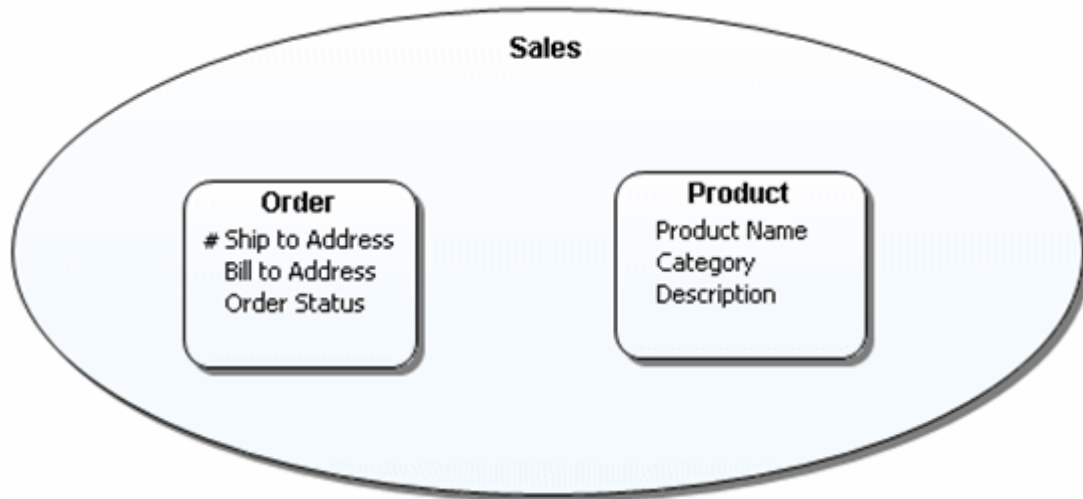 Sales
Order
# Ship to Address
Bill to Address
Order Status
Product
Product Name
Category
Description